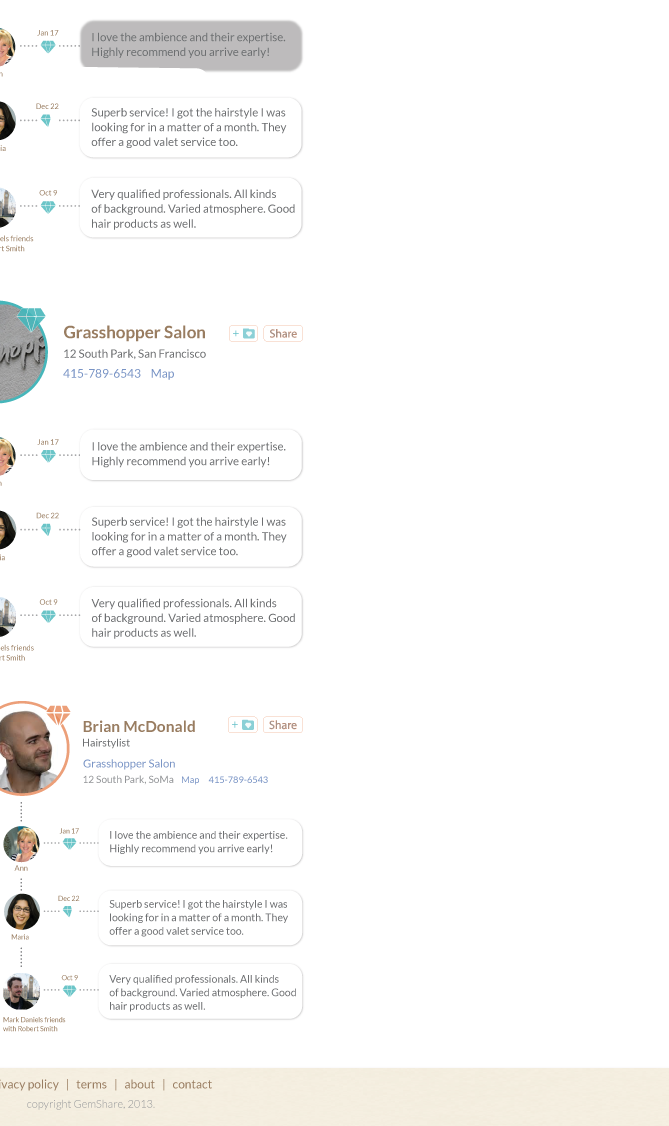 Jan 17
I love the ambience and their expertise.
Highly recommend you arrive early!
n
Dec 22
Superb service! I got the hairstyle I was
looking for in a matter of a month. They
offer a good valet service too.
ia
Oct 9
Very qualified professionals. All kinds
of background. Varied atmosphere. Good
hair products as well.
els friends
rt Smith
Grasshopper Salon
+
Share
12 South Park, San Francisco
415-789-6543 Map
Jan 17
I love the ambience and their expertise.
Highly recommend you arrive early!
n
Dec 22
Superb service! I got the hairstyle I was
looking for in a matter of a month. They
offer a good valet service too.
ia
Oct 9
Very qualified professionals. All kinds
of background. Varied atmosphere. Good
hair products as well.
els friends
rt Smith
Brian McDonald
+
Share
Hairstylist
Grasshopper Salon
12 South Park, SoMa Map 415-789-6543
Jan 17
I love the ambience and their expertise.
Highly recommend you arrive early!
Ann
Dec 22
Superb service! I got the hairstyle I was
looking for in a matter of a month. They
offer a good valet service too.
Maria
Oct 9
Very qualified professionals. All kinds
of background. Varied atmosphere. Good
hair products as well.
Mark Daniels friends
with Robert Smith
ivacy policy | terms | about | contact
copyright GemShare, 2013.